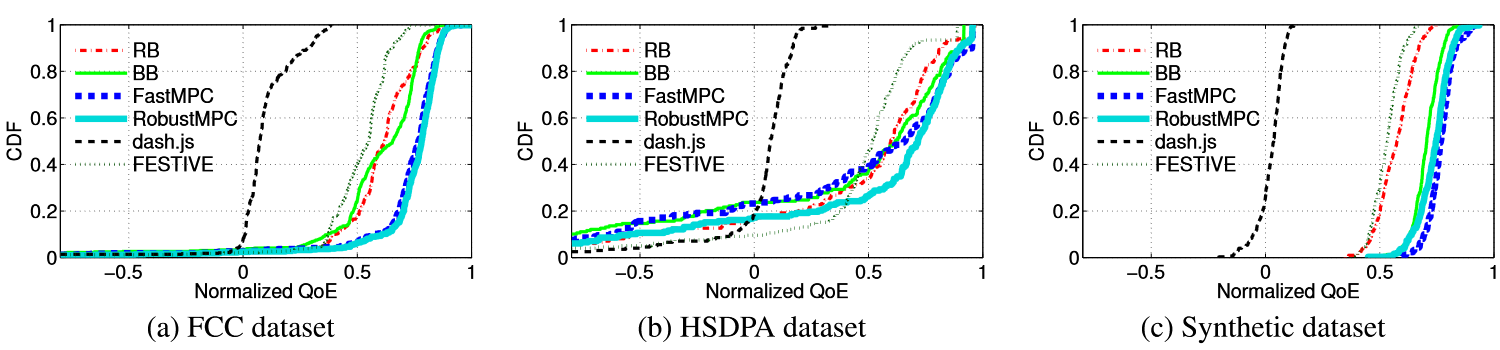 1
0.8
0.6
0.4
0.2
0
CDF
RB
BB
FastMPC
RobustMPC
dash.js
FESTIVE
−0.5 0 0.5 1
Normalized QoE
(a) FCC dataset
1
0.8
0.6
0.4
0.2
0
CDF
RB
BB
FastMPC
RobustMPC
dash.js
FESTIVE
−0.5 0 0.5 1
Normalized QoE
(b) HSDPA dataset
1
0.8
0.6
0.4
0.2
0
CDF
RB
BB
FastMPC
RobustMPC
dash.js
FESTIVE
−0.5 0 0.5 1
Normalized QoE
(c) Synthetic dataset